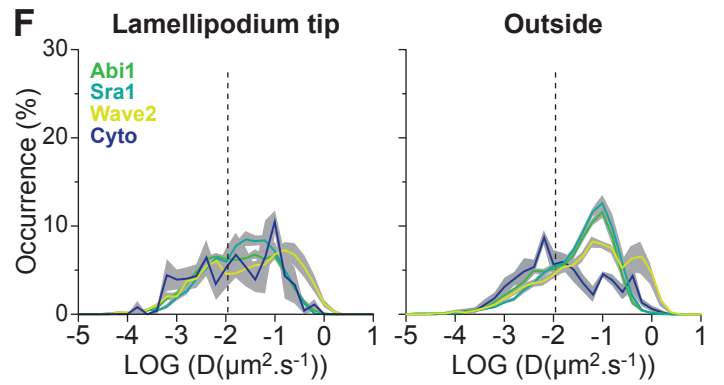 F
Lamellipodium tip
Outside
Abi1
Sra1
Wave2
Cyto
Occurrence (%)
30
20
10
0
-5 -4 -3 -2 -1 0 1
-5 -4 -3 -2 -1 0 1
LOG (D(µm².s⁻¹))
LOG (D(µm².s⁻¹))